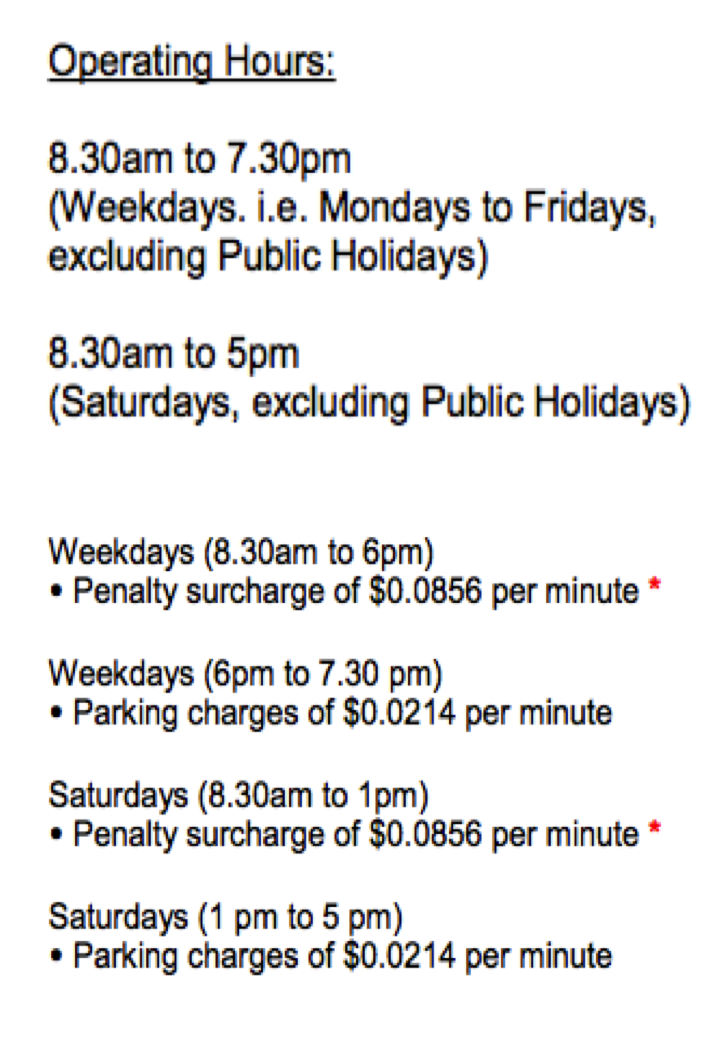 Operating Hours:
8.30am to 7.30pm
(Weekdays. i.e. Mondays to Fridays,
excluding Public Holidays)
8.30am to 5pm
(Saturdays, excluding Public Holidays)
Weekdays (8.30am to 6pm)
• Penalty surcharge of $0.0856 per minute *
Weekdays (6pm to 7.30 pm)
• Parking charges of $0.0214 per minute
Saturdays (8.30am to 1pm)
• Penalty surcharge of $0.0856 per minute *
Saturdays (1 pm to 5 pm)
• Parking charges of $0.0214 per minute